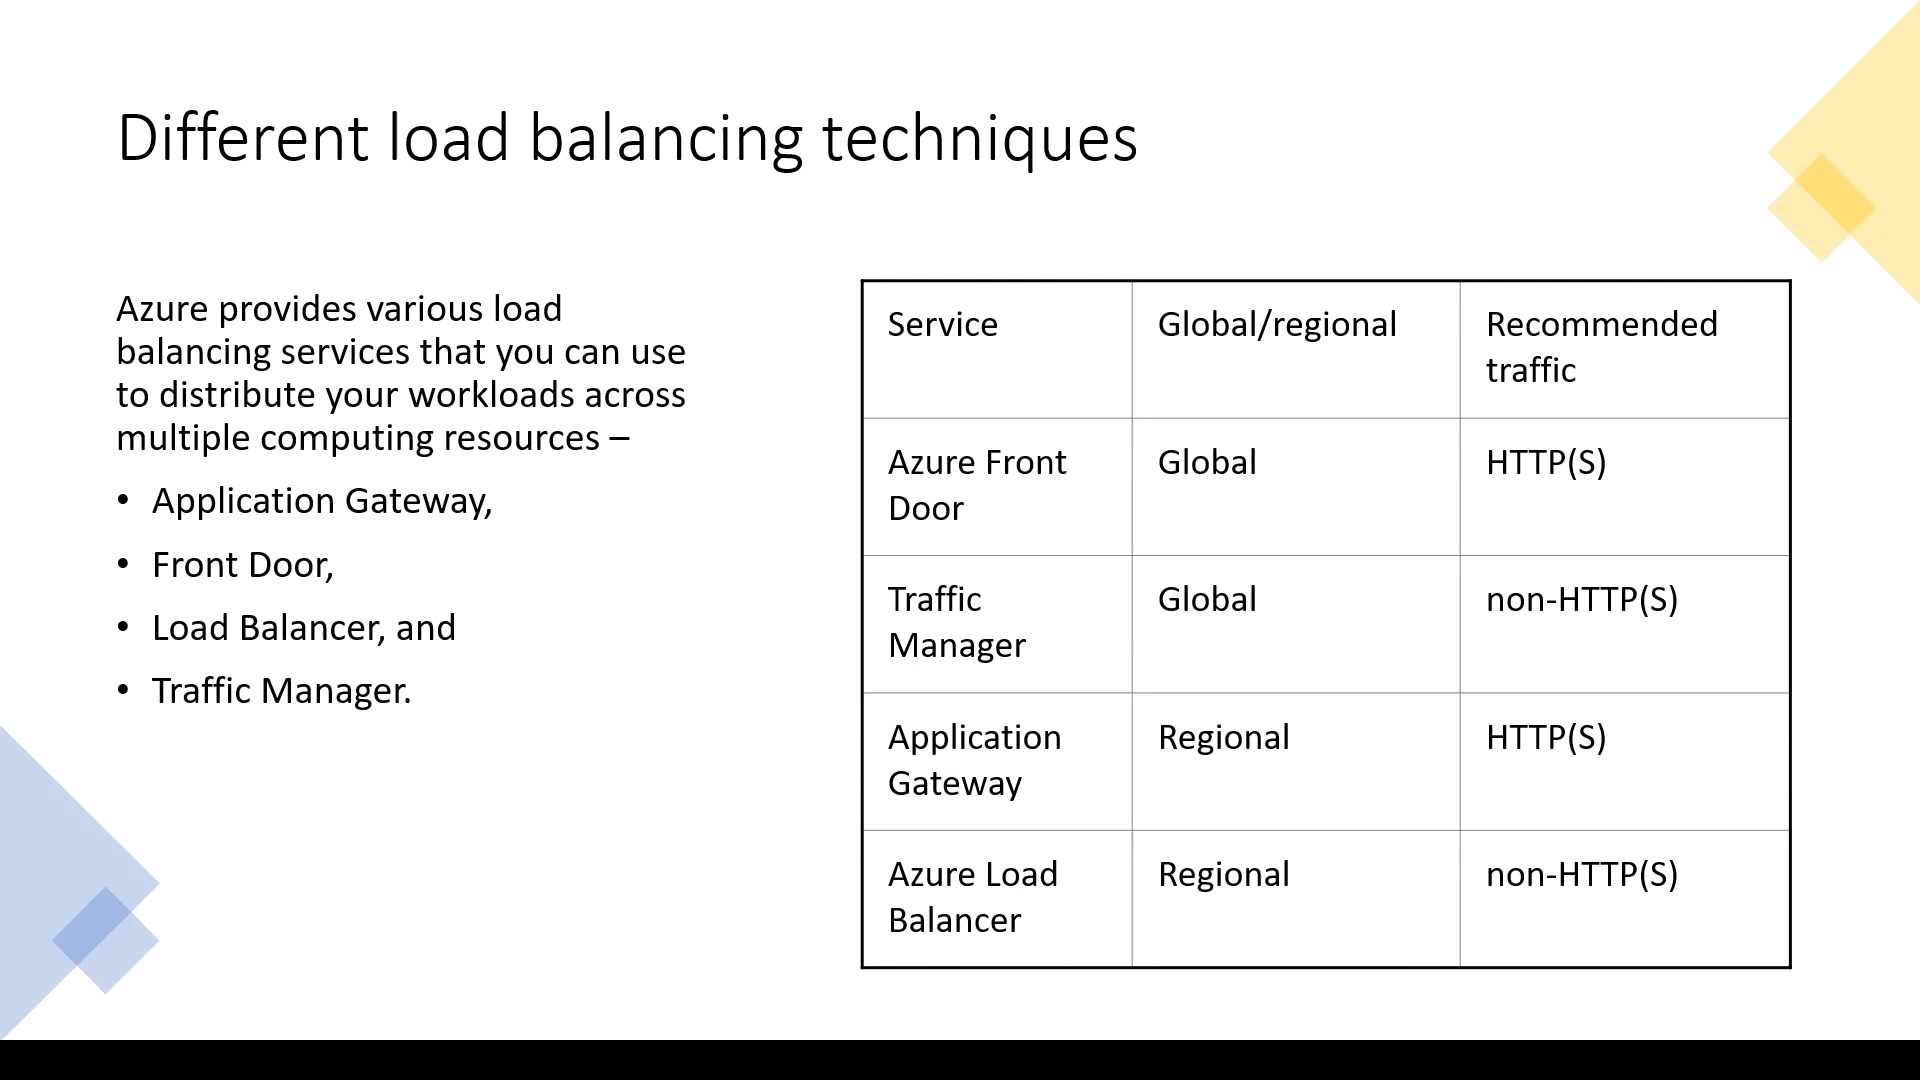 Different load balancing techniques
Azure provides various load
balancing services that you can use
to distribute your workloads across
multiple computing resources –
• Application Gateway,
• Front Door,
• Load Balancer, and
• Traffic Manager.
Service Global/regional Recommended
traffic
Azure Front Global HTTP(S)
Door
Traffic Global non-HTTP(S)
Manager
Application Regional HTTP(S)
Gateway
Azure Load Regional non-HTTP(S)
Balancer